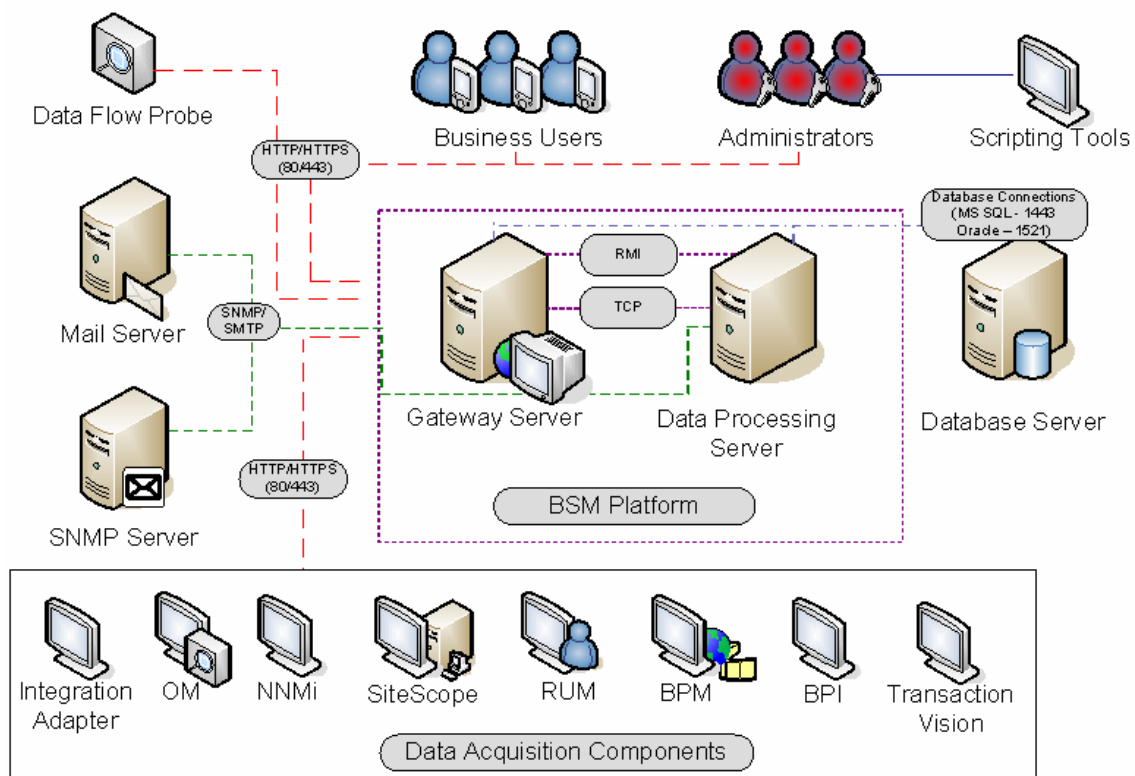 Data Flow Probe
Business Users
Administrators
Scripting Tools
HTTP/HTTPS
(80/443)
Database Connections
(MS SQL - 1443
Oracle – 1521)
RMI
TCP
Mail Server
SNMP/
SMTP
Gateway Server
Data Processing
Server
Database Server
HTTP/HTTPS
(80/443)
BSM Platform
SNMP Server
Integration
Adapter
OM
NNMi
SiteScope
RUM
BPM
BPI
Transaction
Vision
Data Acquisition Components